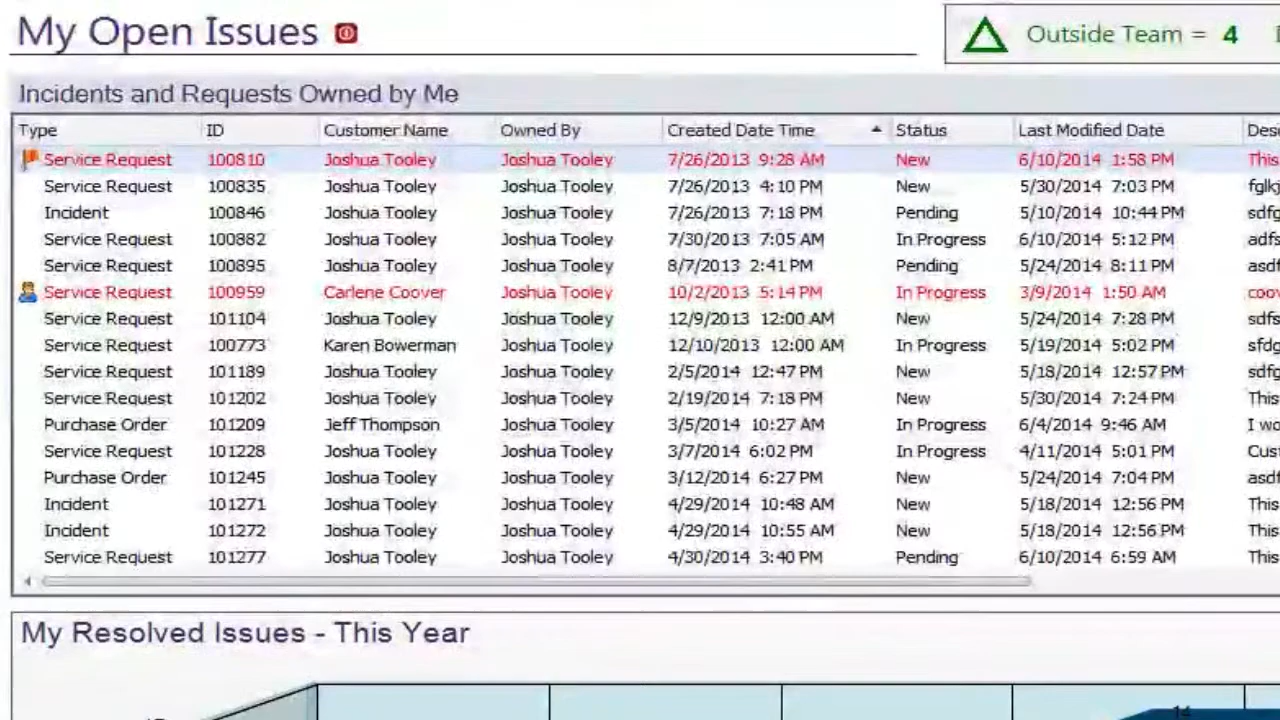 My Open Issues
Outside Team = 4
Incidents and Requests Owned by Me
Type ID Customer Name Owned By Created Date Time Status Last Modified Date
Service Request 100810 Joshua Tooley Joshua Tooley 7/26/2013 9:28 AM New 6/10/2014 1:58 PM This
Service Request 100835 Joshua Tooley Joshua Tooley 7/26/2013 4:10 PM New 5/30/2014 7:03 PM fglkj
Incident 100846 Joshua Tooley Joshua Tooley 7/26/2013 7:18 PM Pending 5/10/2014 10:44 PM sdfg
Service Request 100882 Joshua Tooley Joshua Tooley 7/30/2013 7:05 AM In Progress 6/10/2014 5:12 PM adfs
Service Request 100895 Joshua Tooley Joshua Tooley 8/7/2013 2:41 PM Pending 5/24/2014 8:11 PM asdf
Service Request 100959 Carlene Coover Joshua Tooley 10/2/2013 5:14 PM In Progress 3/9/2014 1:50 AM coov
Service Request 101104 Joshua Tooley Joshua Tooley 12/9/2013 12:00 AM New 5/24/2014 7:28 PM sdfs
Service Request 100773 Karen Bowerman Joshua Tooley 12/10/2013 12:00 AM In Progress 5/19/2014 5:02 PM sfdg
Service Request 101189 Joshua Tooley Joshua Tooley 2/5/2014 12:47 PM New 5/18/2014 12:57 PM sdfg
Service Request 101202 Joshua Tooley Joshua Tooley 2/19/2014 7:18 PM New 5/30/2014 7:24 PM This
Purchase Order 101209 Jeff Thompson Joshua Tooley 3/5/2014 10:27 AM In Progress 6/4/2014 9:46 AM I wo
Service Request 101228 Joshua Tooley Joshua Tooley 3/7/2014 6:02 PM In Progress 4/11/2014 5:01 PM Cust
Purchase Order 101245 Joshua Tooley Joshua Tooley 3/12/2014 6:27 PM New 5/24/2014 7:04 PM asdf
Incident 101271 Joshua Tooley Joshua Tooley 4/29/2014 10:48 AM New 5/18/2014 12:56 PM This
Incident 101272 Joshua Tooley Joshua Tooley 4/29/2014 10:55 AM New 5/18/2014 12:56 PM This
Service Request 101277 Joshua Tooley Joshua Tooley 4/30/2014 3:40 PM Pending 6/10/2014 6:59 AM This
My Resolved Issues - This Year
14